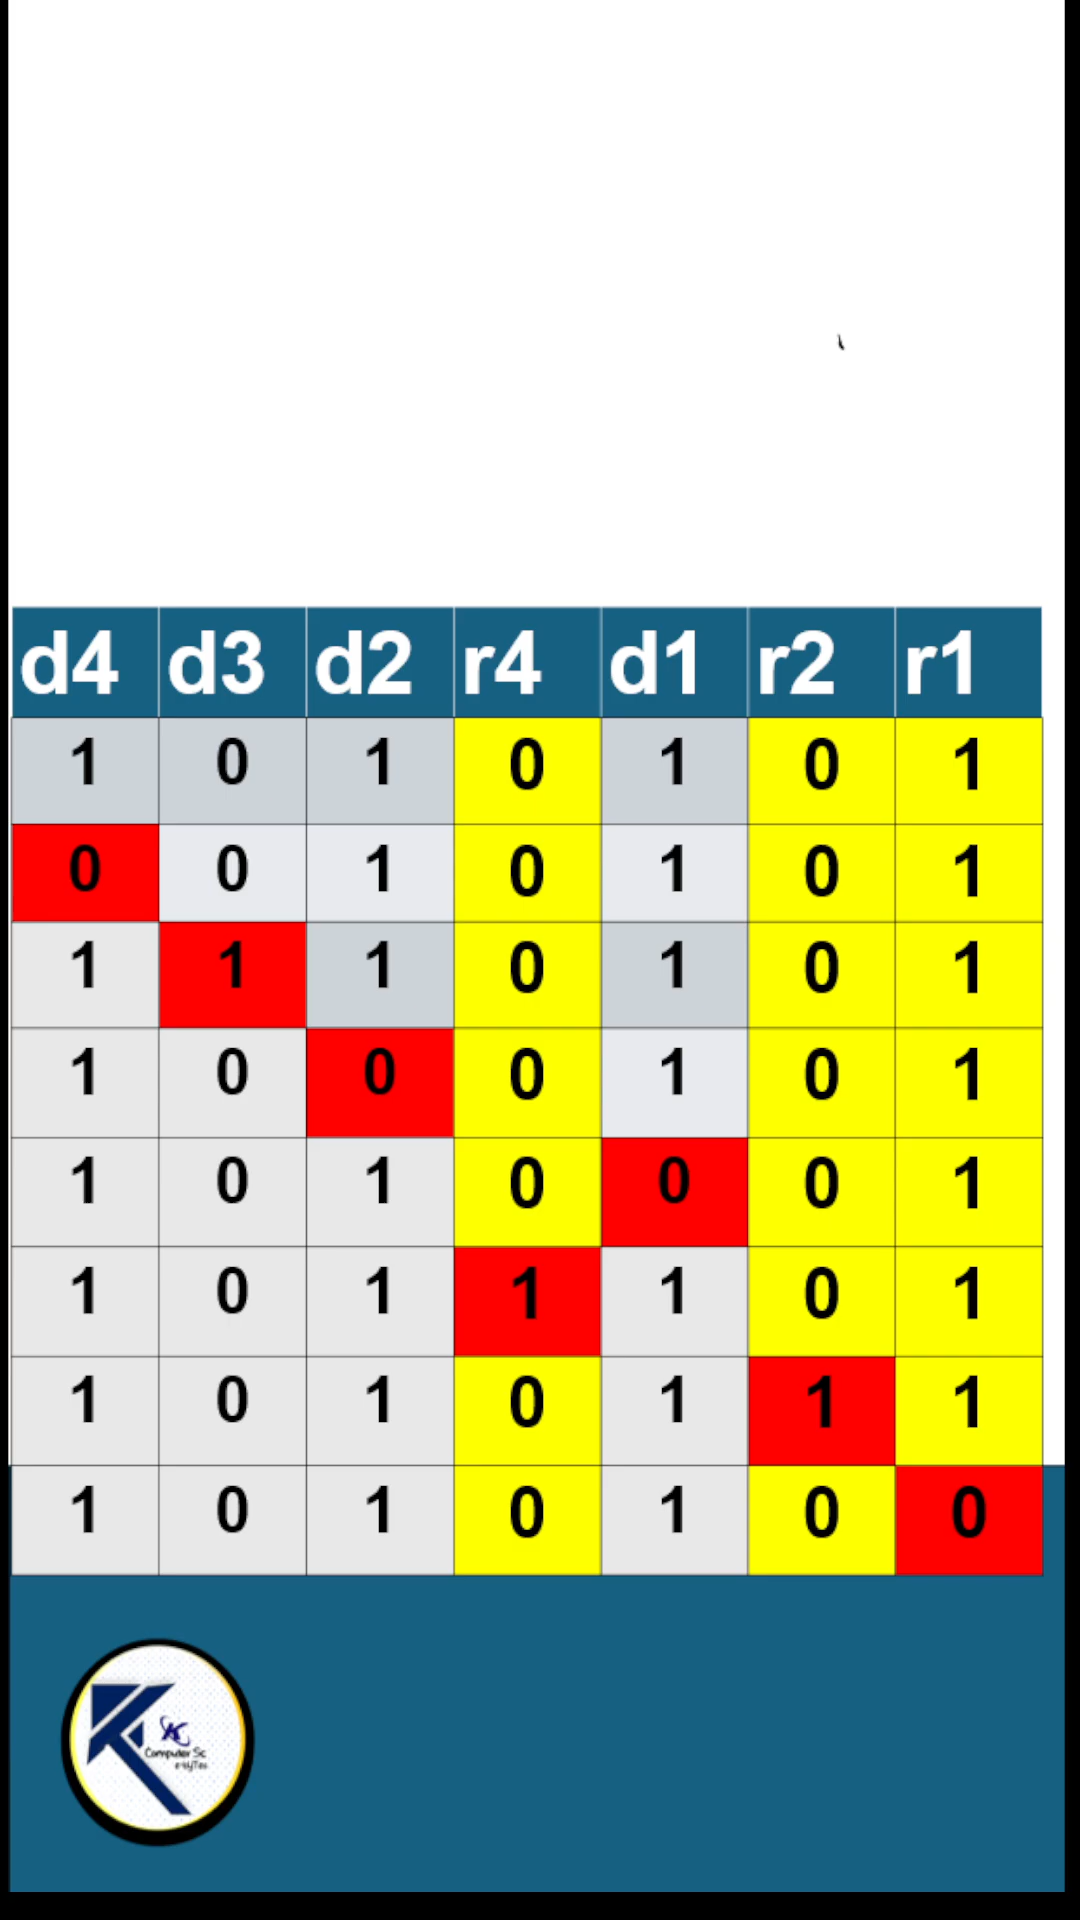 d4 d3 d2 r4 d1 r2 r1
1 0 1 0 1 0 1
0 0 1 0 1 0 1
1 1 1 0 1 0 1
1 0 0 0 1 0 1
1 0 1 0 0 0 1
1 0 1 1 1 0 1
1 0 1 0 1 1 1
1 0 1 0 1 0 0
Computer Sc